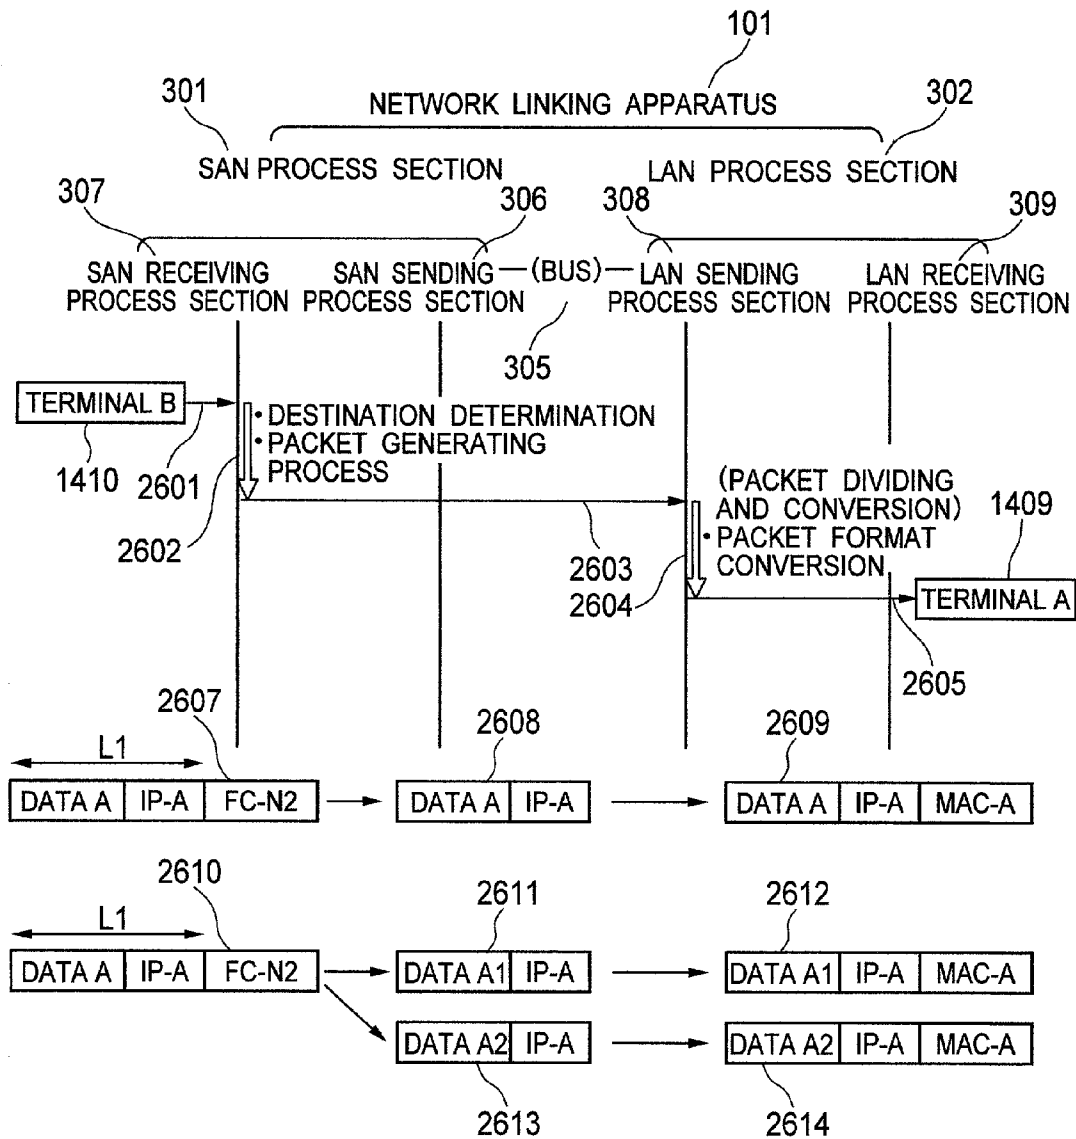 101
301
NETWORK LINKING APPARATUS
302
SAN PROCESS SECTION
LAN PROCESS SECTION
307
306
308
309
SAN RECEIVING
PROCESS SECTION
SAN SENDING
PROCESS SECTION
(BUS)
LAN SENDING
PROCESS SECTION
LAN RECEIVING
PROCESS SECTION
305
TERMINAL B
1410
2601
• DESTINATION DETERMINATION
• PACKET GENERATING
PROCESS
2602
2603
(PACKET DIVIDING
AND CONVERSION)
• PACKET FORMAT
CONVERSION
1409
2604
TERMINAL A
2605
2607
2608
2609
L1
DATA A IP-A FC-N2
DATA A IP-A
DATA A IP-A MAC-A
2610
2611
2612
L1
DATA A IP-A FC-N2
DATA A1 IP-A
DATA A1 IP-A MAC-A
DATA A2 IP-A
DATA A2 IP-A MAC-A
2613
2614